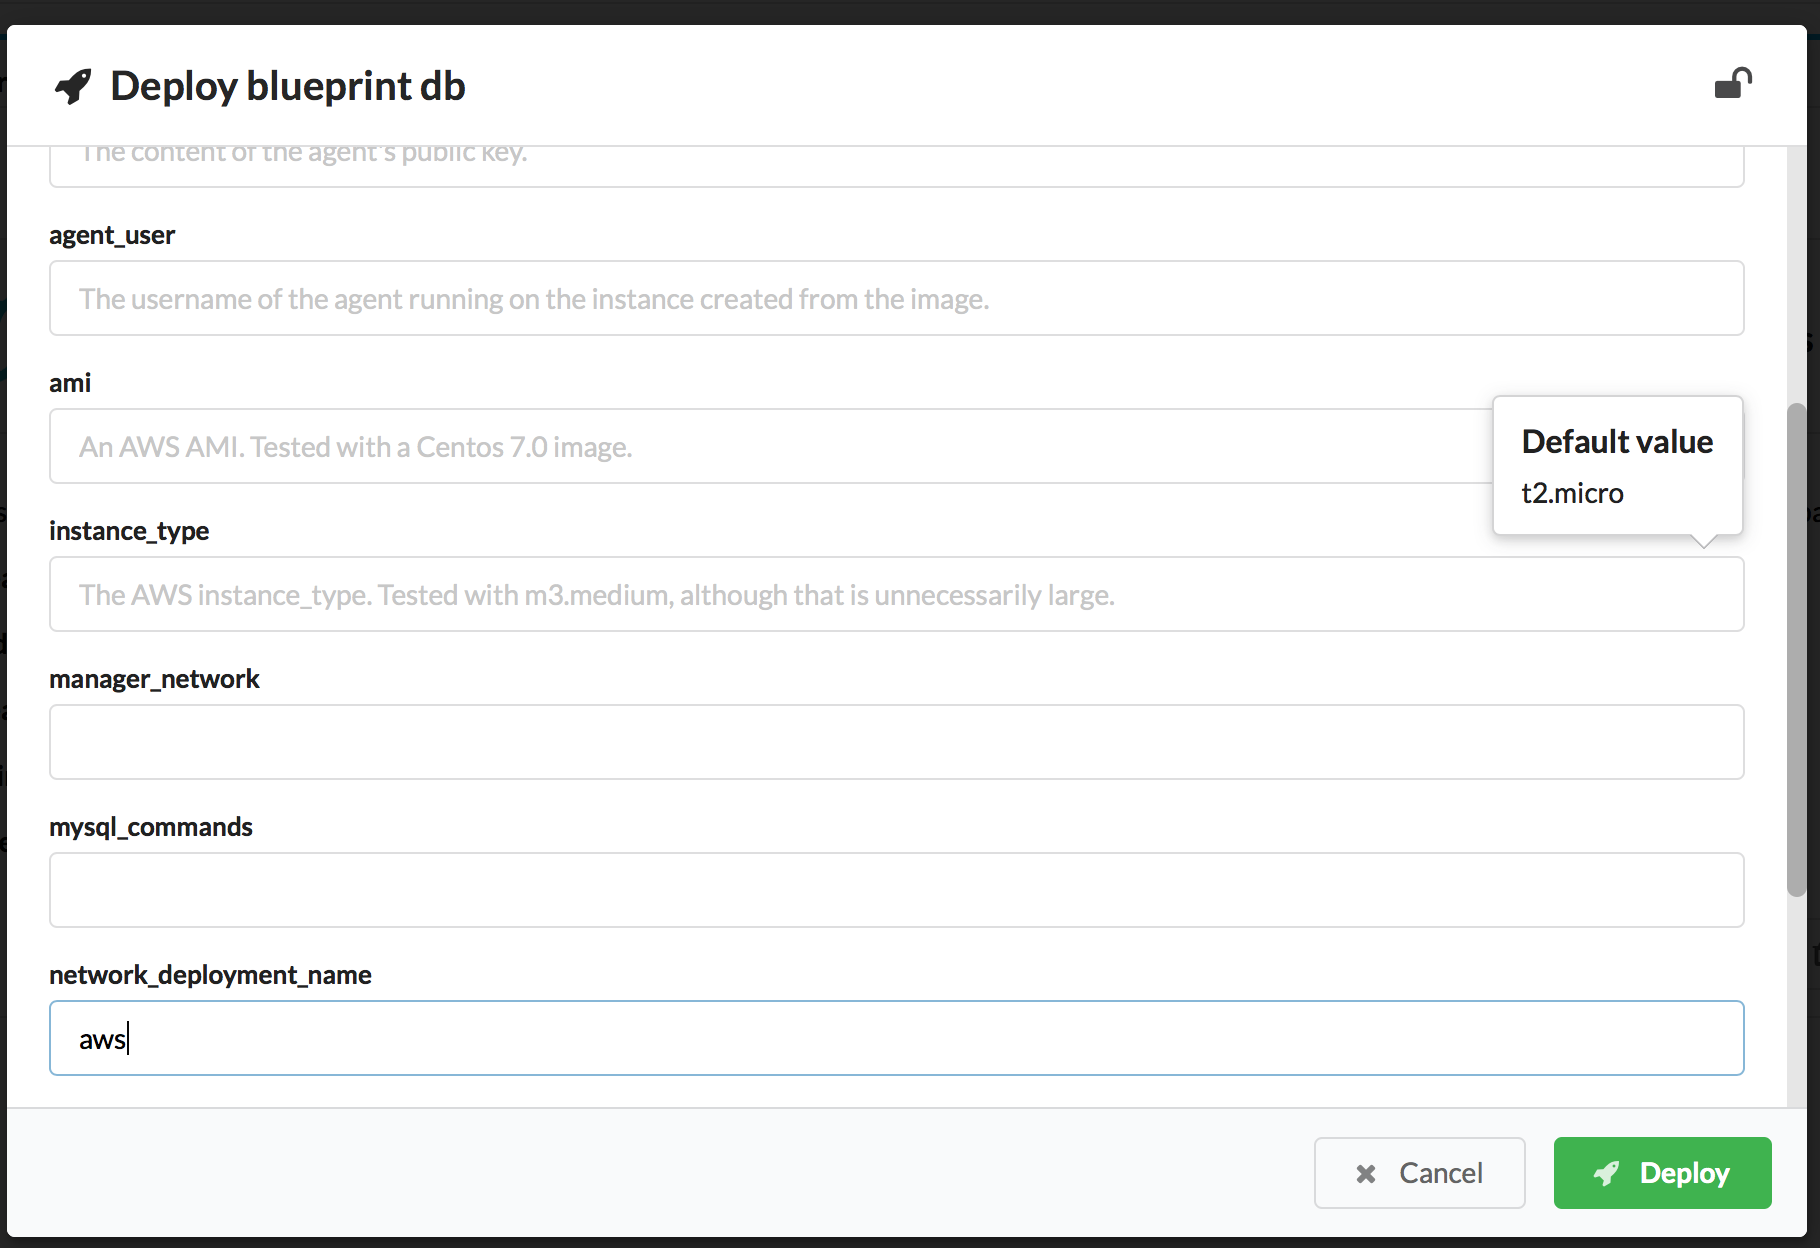 Deploy blueprint db
The content of the agent's public key.
agent_user
The username of the agent running on the instance created from the image.
ami
An AWS AMI. Tested with a Centos 7.0 image.
Default value
t2.micro
instance_type
The AWS instance_type. Tested with m3.medium, although that is unnecessarily large.
manager_network
mysql_commands
network_deployment_name
aws
Cancel
Deploy